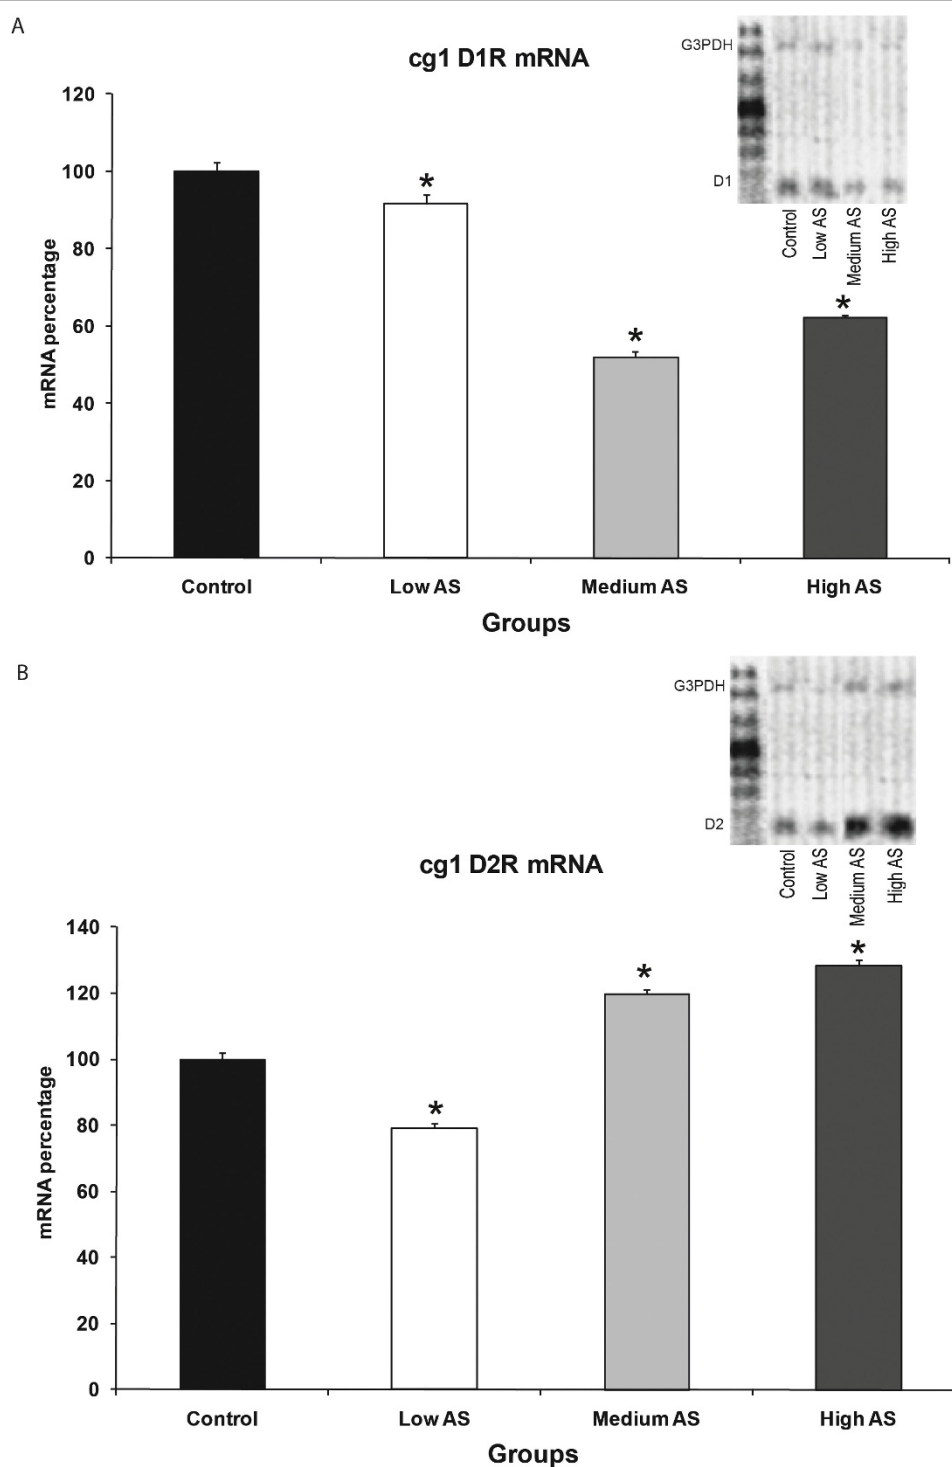 A
cg1 D1R mRNA
G3PDH
D1
Control
Low AS
Medium AS
High AS
mRNA percentage
120
100
80
60
40
20
0
*
*
*
Control
Low AS
Medium AS
High AS
Groups
B
G3PDH
D2
Control
Low AS
Medium AS
High AS
cg1 D2R mRNA
mRNA percentage
140
120
100
80
60
40
20
0
*
*
*
Control
Low AS
Medium AS
High AS
Groups